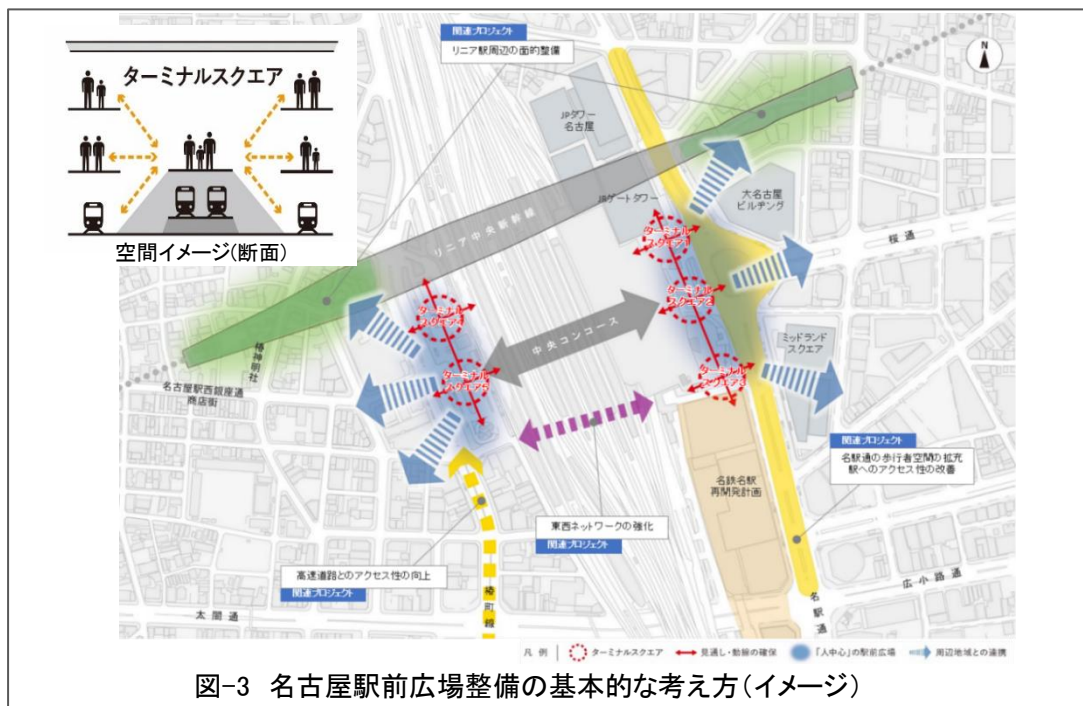 ターミナルスクエア
空間イメージ(断面)
関連プロジェクト
リニア駅周辺の面的整備
N
JPタワー
名古屋
JRゲートタワー
大名古屋
ビルヂング
桜通
リニア中央新幹線
ターミナル
スクエア1
ターミナル
スクエア2
ターミナル
スクエア3
ターミナル
スクエア4
ターミナル
スクエア5
中央コンコース
ミッドランド
スクエア
椿神明社
名古屋駅西銀座通
商店街
関連プロジェクト
名駅通の歩行者空間の拡充
駅へのアクセス性の改善
名鉄名駅
再開発計画
東西ネットワークの強化
関連プロジェクト
高速道路とのアクセス性の向上
関連プロジェクト
椿町線
太閤通
広小路通
名駅通
凡例
ターミナルスクエア
見通し・動線の確保
「人中心」の駅前広場
周辺地域との連携
図-3 名古屋駅前広場整備の基本的な考え方(イメージ)